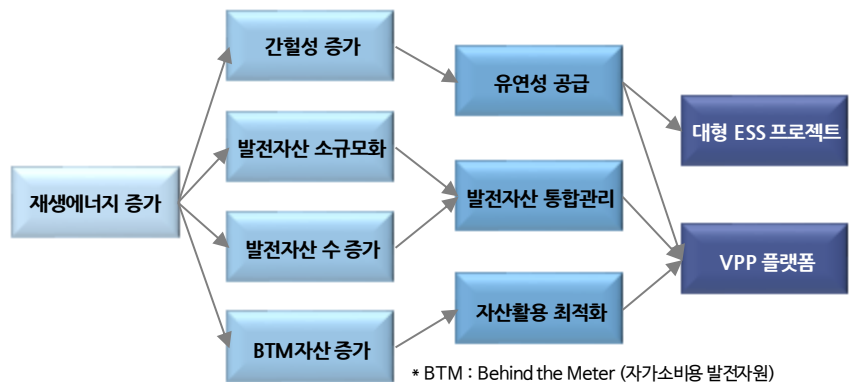 간헐성 증가
유연성 공급
대형 ESS 프로젝트
발전자산 소규모화
재생에너지 증가
발전자산 통합관리
발전자산 수 증가
VPP 플랫폼
자산활용 최적화
BTM자산 증가
* BTM : Behind the Meter (자가소비용 발전자원)